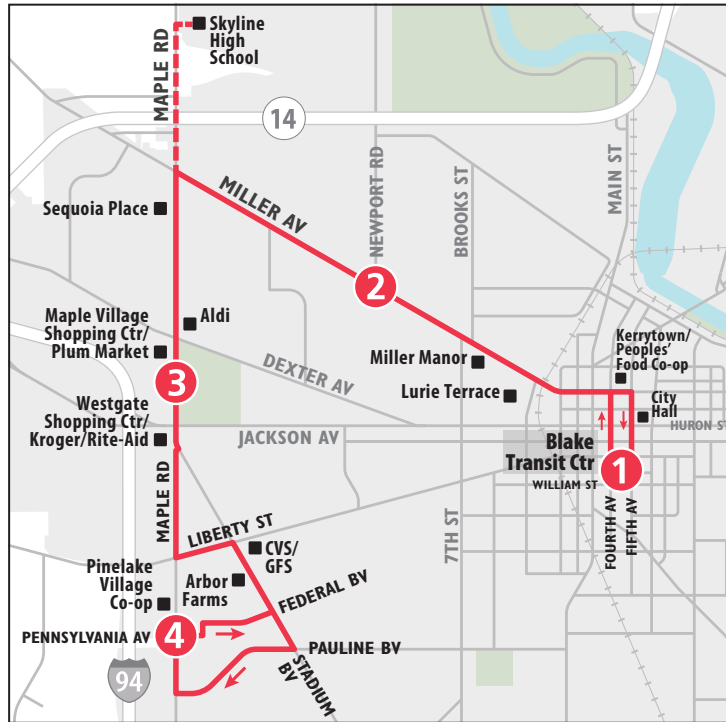 Skyline
High
School
MAPLE RD
14
MILLER AV
NEWPORT RD
BROOKS ST
MAIN ST
Sequoia Place
2
Aldi
Maple Village
Shopping Ctr/
Plum Market
3
DEXTER AV
Miller Manor
Lurie Terrace
Kerrytown/
Peoples'
Food Co-op
City
Hall
HURON ST
Westgate
Shopping Ctr/
Kroger/Rite-Aid
JACKSON AV
Blake
Transit Ctr
1
WILLIAM ST
FOURTH AV
FIFTH AV
MAPLE RD
LIBERTY ST
7TH ST
CVS/
GFS
Arbor
Farms
Pinelake
Village
Co-op
FEDERAL BV
PENNSYLVANIA AV
4
PAULINE BV
STADIUM
BV
94